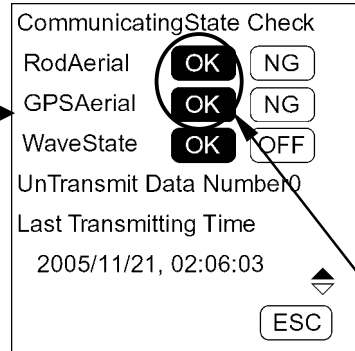 CommunicatingState Check
RodAerial OK NG
GPSAerial OK NG
WaveState OK OFF
UnTransmit Data Number0
Last Transmitting Time
2005/11/21, 02:06:03
ESC